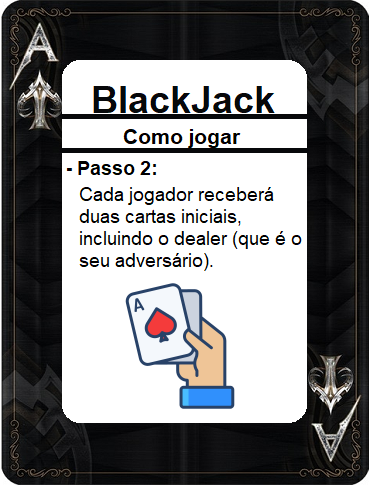 A
BlackJack
Como jogar
- Passo 2:
Cada jogador receberá
duas cartas iniciais,
incluindo o dealer (que é o
seu adversário).
A
A